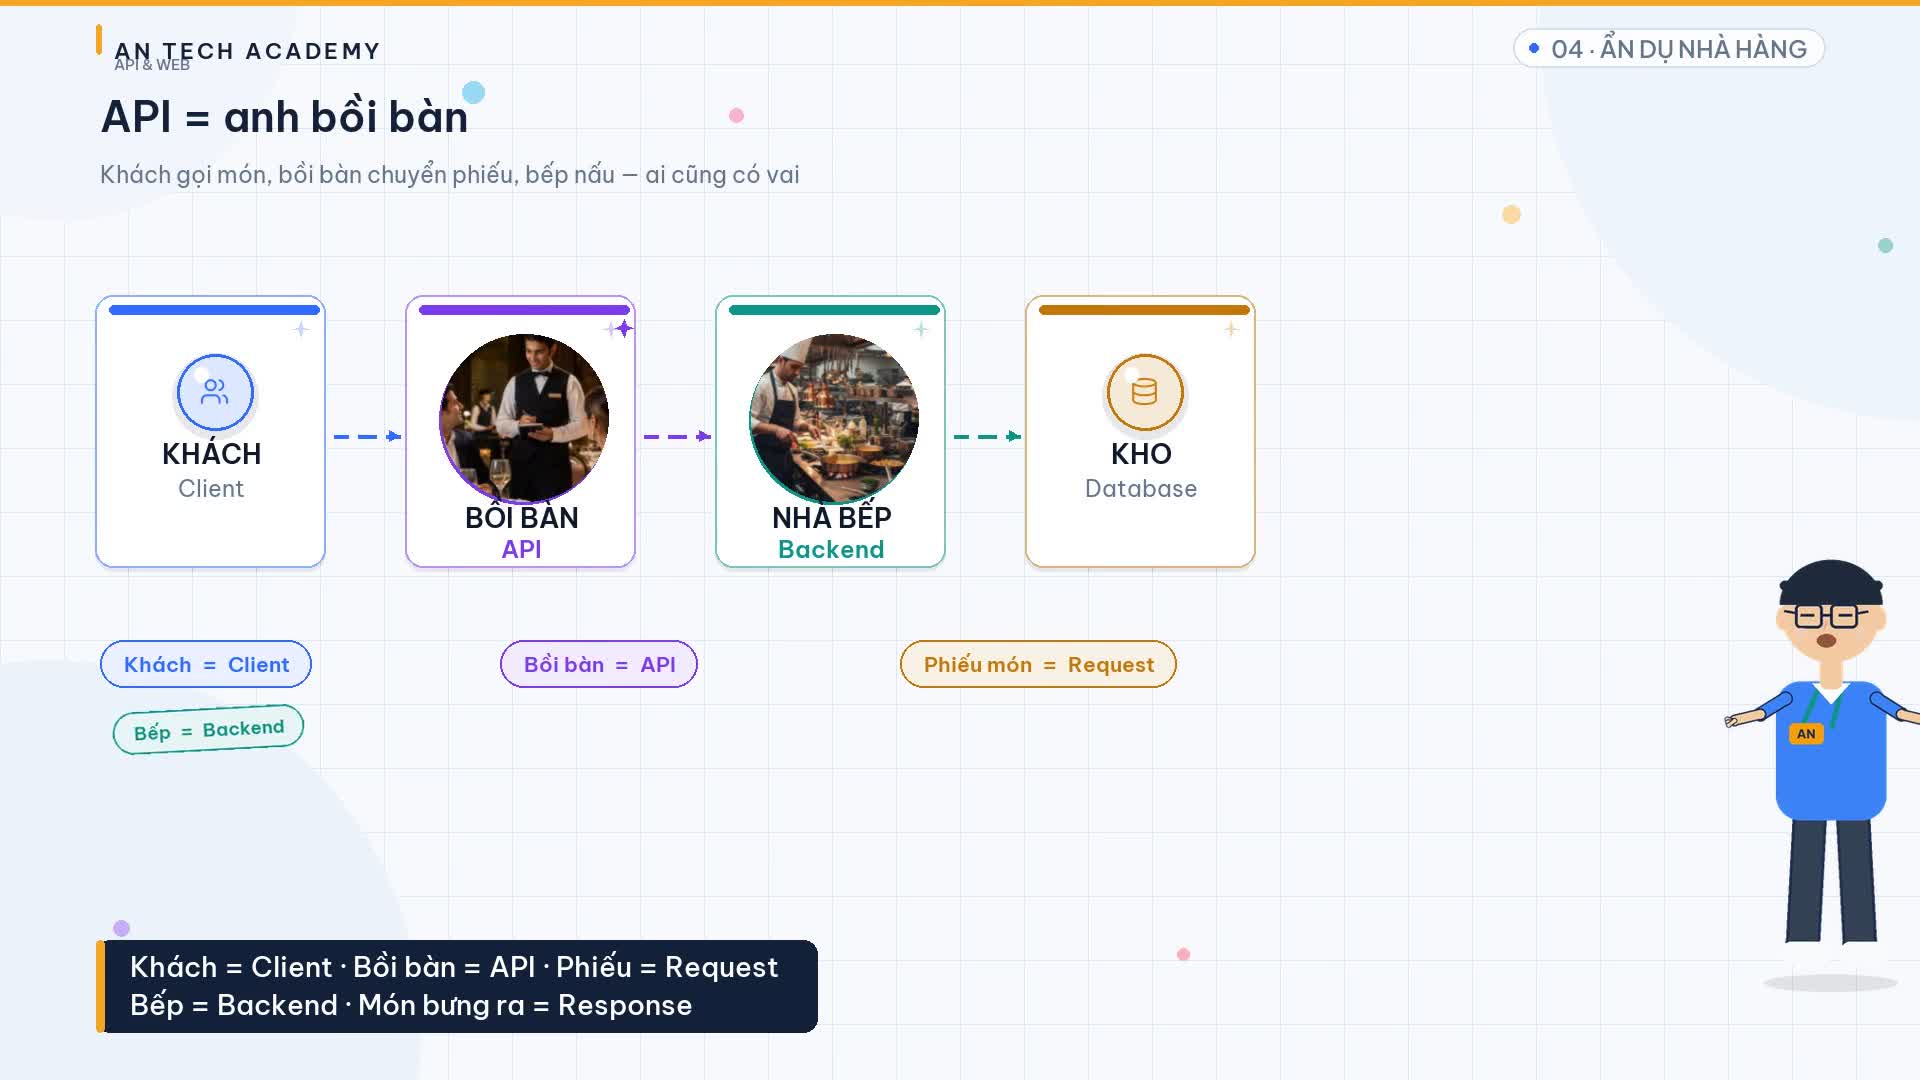 AN TECH ACADEMY
API & WEB
04 · ẨN DỤ NHÀ HÀNG
API = anh bồi bàn
Khách gọi món, bồi bàn chuyển phiếu, bếp nấu — ai cũng có vai
KHÁCH
Client
BỒI BÀN
API
NHÀ BẾP
Backend
KHO
Database
Khách = Client
Bồi bàn = API
Phiếu món = Request
Bếp = Backend
AN
Khách = Client · Bồi bàn = API · Phiếu = Request
Bếp = Backend · Món bưng ra = Response